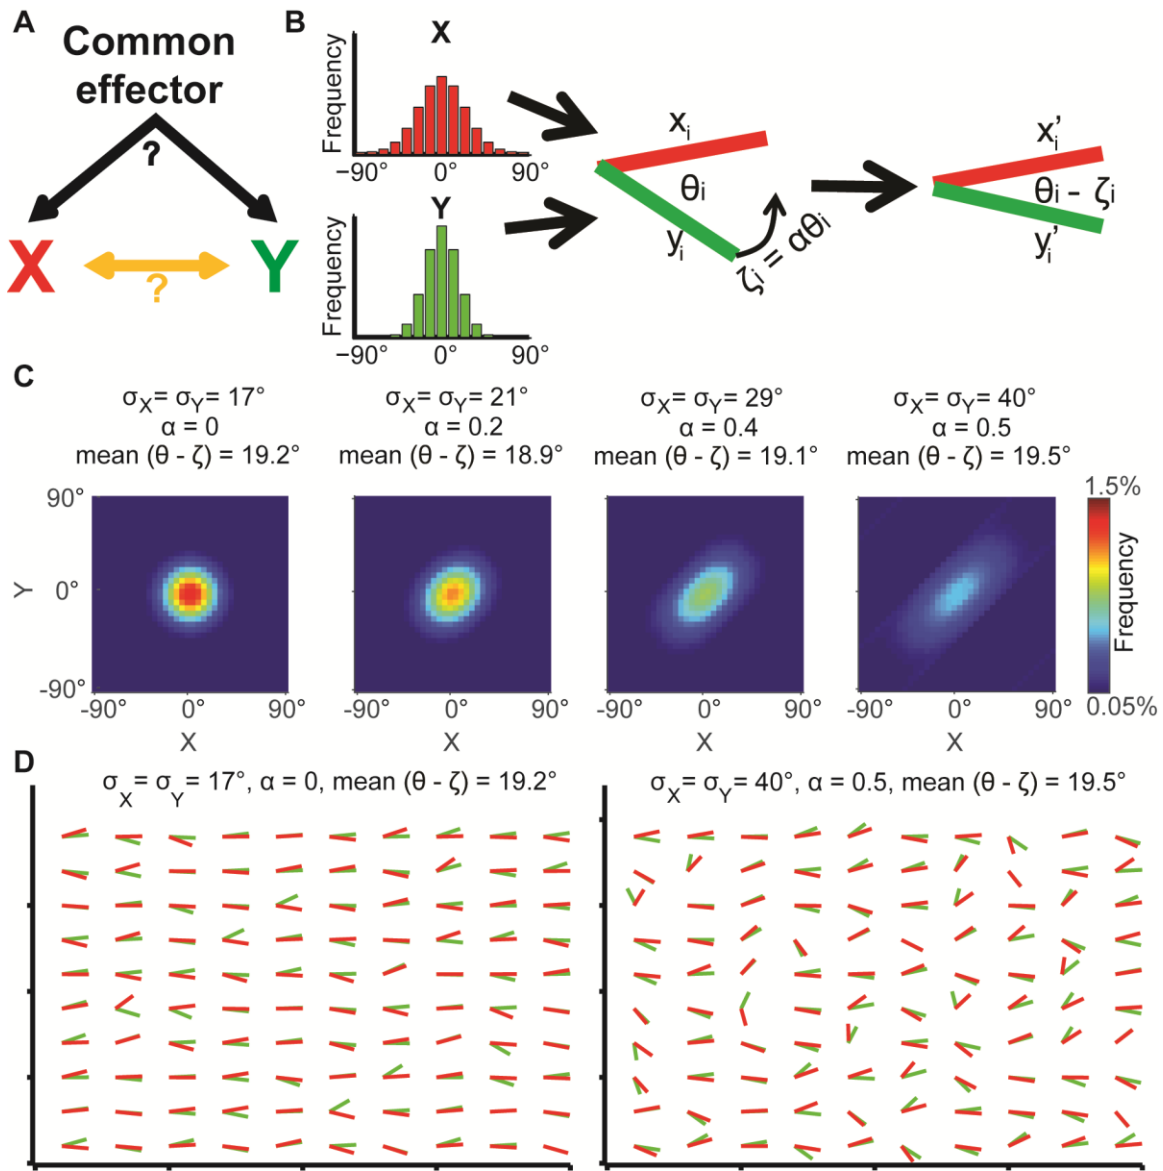 A
Common
effector
?
X
?
Y
B
X
Frequency
−90°
0°
90°
Y
Frequency
−90°
0°
90°
xᵢ
θᵢ
yᵢ
ζᵢ = αθᵢ
xᵢ'
θᵢ - ζᵢ
yᵢ'
C
σX = σY = 17°
α = 0
mean (θ - ζ) = 19.2°
σX = σY = 21°
α = 0.2
mean (θ - ζ) = 18.9°
σX = σY = 29°
α = 0.4
mean (θ - ζ) = 19.1°
σX = σY = 40°
α = 0.5
mean (θ - ζ) = 19.5°
90°
0°
-90°
Y
-90° 0° 90°
X
-90° 0° 90°
X
-90° 0° 90°
X
-90° 0° 90°
X
1.5%
Frequency
0.05%
D
σX = σY = 17°, α = 0, mean (θ - ζ) = 19.2°
σX = σY = 40°, α = 0.5, mean (θ - ζ) = 19.5°